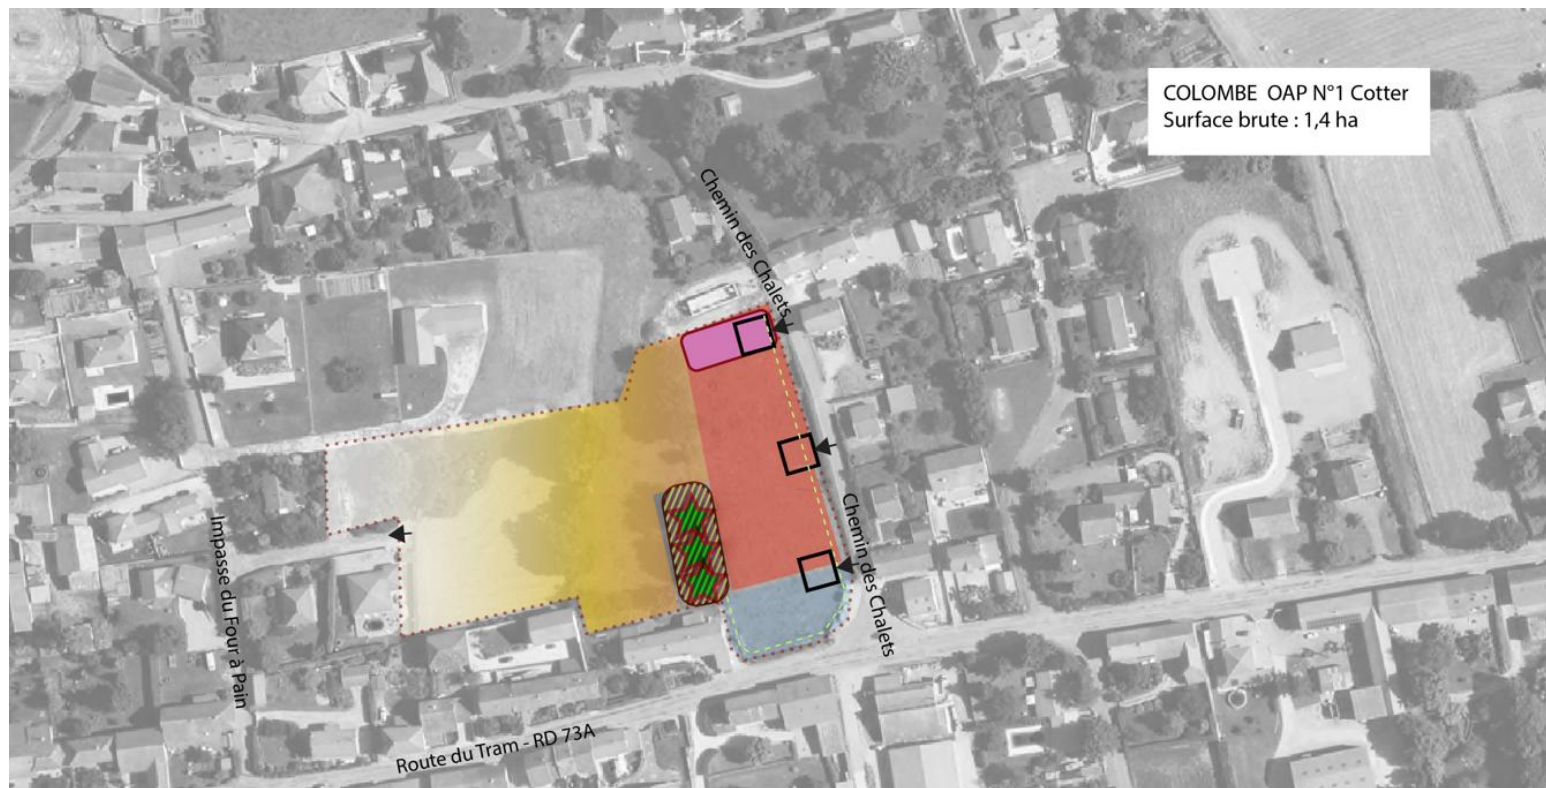 COLOMBE OAP N°1 Cotter
Surface brute : 1,4 ha
Chemin des Chalets
Chemin des Chalets
Impasse du Four à Pain
Route du Tram - RD 73A